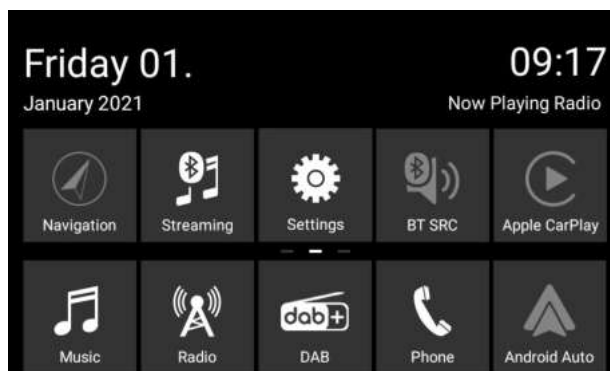 Friday 01.
09:17
January 2021
Now Playing Radio
Navigation
Streaming
Settings
BT SRC
Apple CarPlay
dab+
Music
Radio
DAB
Phone
Android Auto